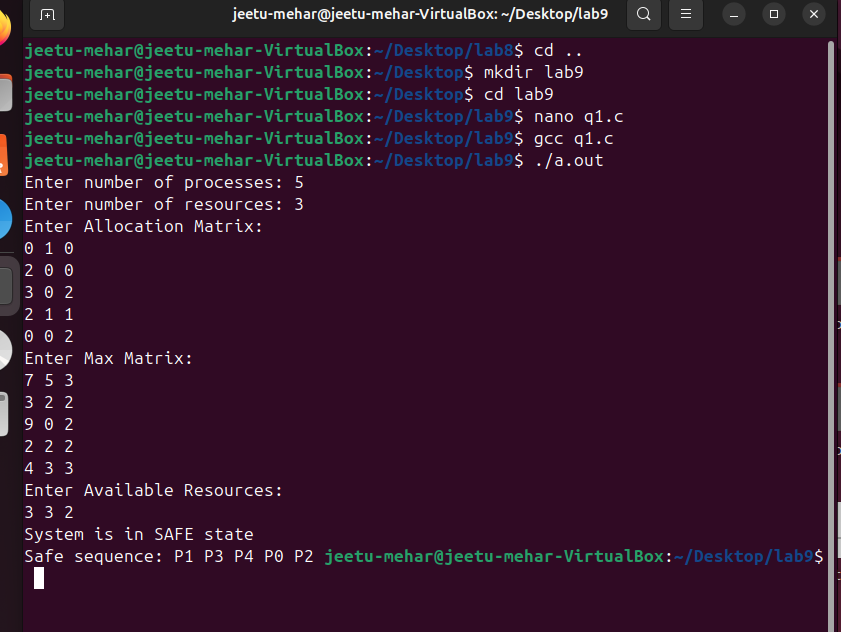 jeetu-mehar@jeetu-mehar-VirtualBox: ~/Desktop/lab9
jeetu-mehar@jeetu-mehar-VirtualBox:~/Desktop/lab8$ cd ..
jeetu-mehar@jeetu-mehar-VirtualBox:~/Desktop$ mkdir lab9
jeetu-mehar@jeetu-mehar-VirtualBox:~/Desktop$ cd lab9
jeetu-mehar@jeetu-mehar-VirtualBox:~/Desktop/lab9$ nano q1.c
jeetu-mehar@jeetu-mehar-VirtualBox:~/Desktop/lab9$ gcc q1.c
jeetu-mehar@jeetu-mehar-VirtualBox:~/Desktop/lab9$ ./a.out
Enter number of processes: 5
Enter number of resources: 3
Enter Allocation Matrix:
0 1 0
2 0 0
3 0 2
2 1 1
0 0 2
Enter Max Matrix:
7 5 3
3 2 2
9 0 2
2 2 2
4 3 3
Enter Available Resources:
3 3 2
System is in SAFE state
Safe sequence: P1 P3 P4 P0 P2 jeetu-mehar@jeetu-mehar-VirtualBox:~/Desktop/lab9$